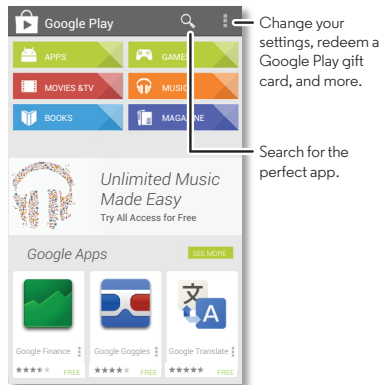 Google Play
Change your
settings, redeem a
Google Play gift
card, and more.
APPS
GAMES
MOVIES &TV
MUSIC
BOOKS
MAGAZINE
Search for the
perfect app.
Unlimited Music
Made Easy
Try All Access for Free
Google Apps
SEE MORE
文
A
Google Finance
Google Goggles
Google Translate
FREE
FREE
FREE